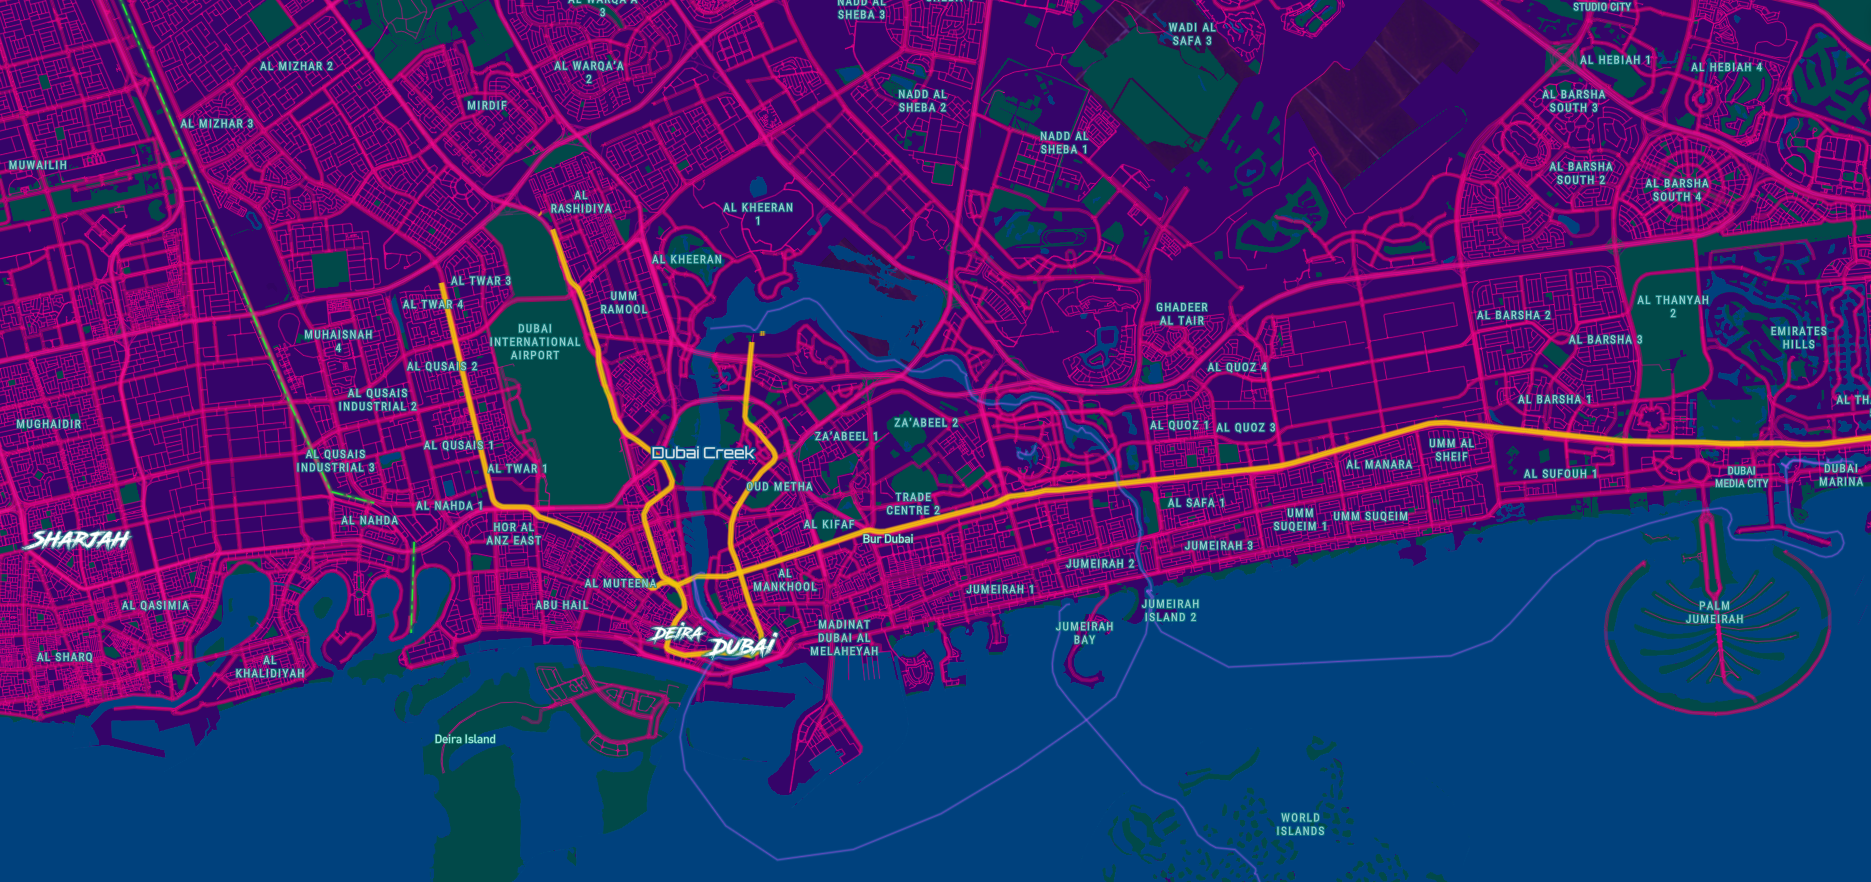 AL WARQA'A
3
NADD AL
SHEBA 3
STUDIO CITY
WADI AL
SAFA 3
AL MIZHAR 2
AL WARQA'A
2
AL HEBIAH 1
AL HEBIAH 4
MIRDIF
NADD AL
SHEBA 2
AL BARSHA
SOUTH 3
AL MIZHAR 3
NADD AL
SHEBA 1
MUWAILIH
AL BARSHA
SOUTH 2
AL BARSHA
SOUTH 4
AL
RASHIDIYA
AL KHEERAN
1
AL KHEERAN
AL TWAR 3
AL TWAR 4
UMM
RAMOOL
GHADEER
AL TAIR
AL THANYAH
2
AL BARSHA 2
MUHAISNAH
4
DUBAI
INTERNATIONAL
AIRPORT
AL BARSHA 3
EMIRATES
HILLS
AL QUSAIS 2
AL QUOZ 4
AL QUSAIS
INDUSTRIAL 2
AL BARSHA 1
AL TH
MUGHAIDIR
ZA'ABEEL 2
AL QUOZ 1
AL QUOZ 3
ZA'ABEEL 1
AL QUSAIS 1
Dubai Creek
UMM AL
SHEIF
AL QUSAIS
INDUSTRIAL 3
AL TWAR 1
AL MANARA
AL SUFOUH 1
DUBAI
MEDIA CITY
DUBAI
MARINA
OUD METHA
AL NAHDA 1
TRADE
CENTRE 2
AL SAFA 1
AL NAHDA
HOR AL
ANZ EAST
AL KIFAF
UMM
SUQEIM 1
UMM SUQEIM
SHARJAH
Bur Dubai
JUMEIRAH 3
JUMEIRAH 2
AL MUTEENA
AL
MANKHOOL
JUMEIRAH 1
AL QASIMIA
ABU HAIL
JUMEIRAH
ISLAND 2
PALM
JUMEIRAH
DEIRA
DUBAI
MADINAT
DUBAI AL
MELAHEYAH
JUMEIRAH
BAY
AL SHARQ
AL
KHALIDIYAH
Deira Island
WORLD
ISLANDS